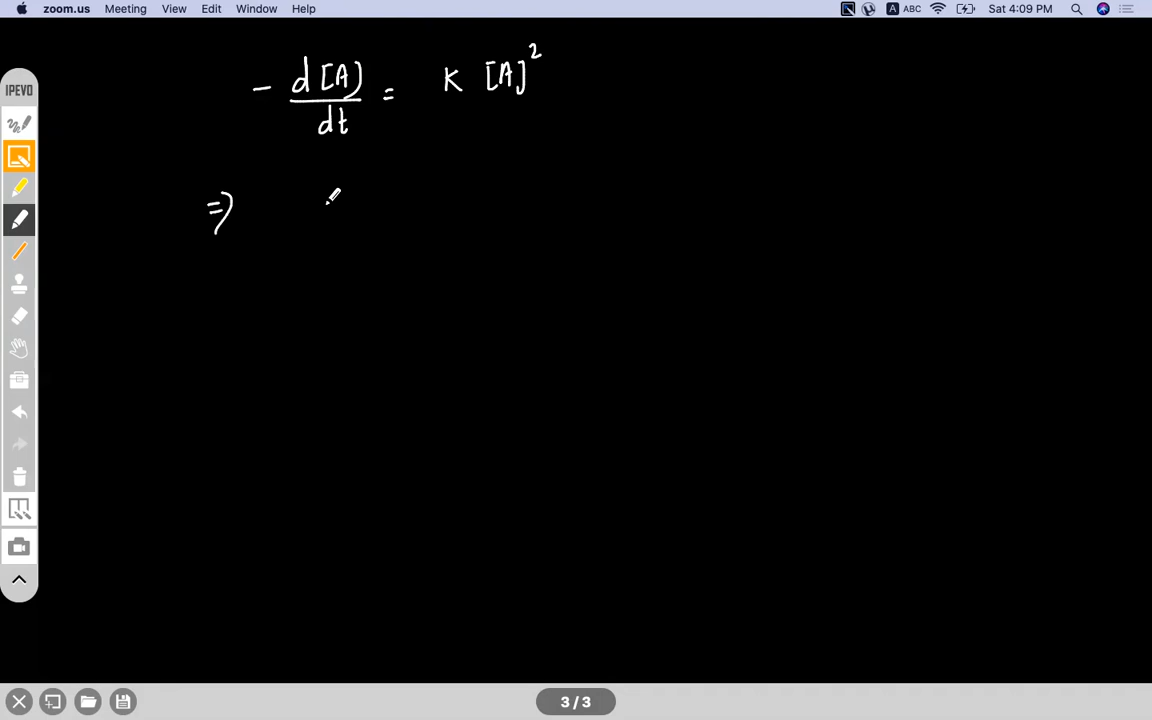 zoom.us Meeting View Edit Window Help A ABC Sat 4:09 PM
IPEVO
- d[A]/dt = K [A]²
⇒
3/3